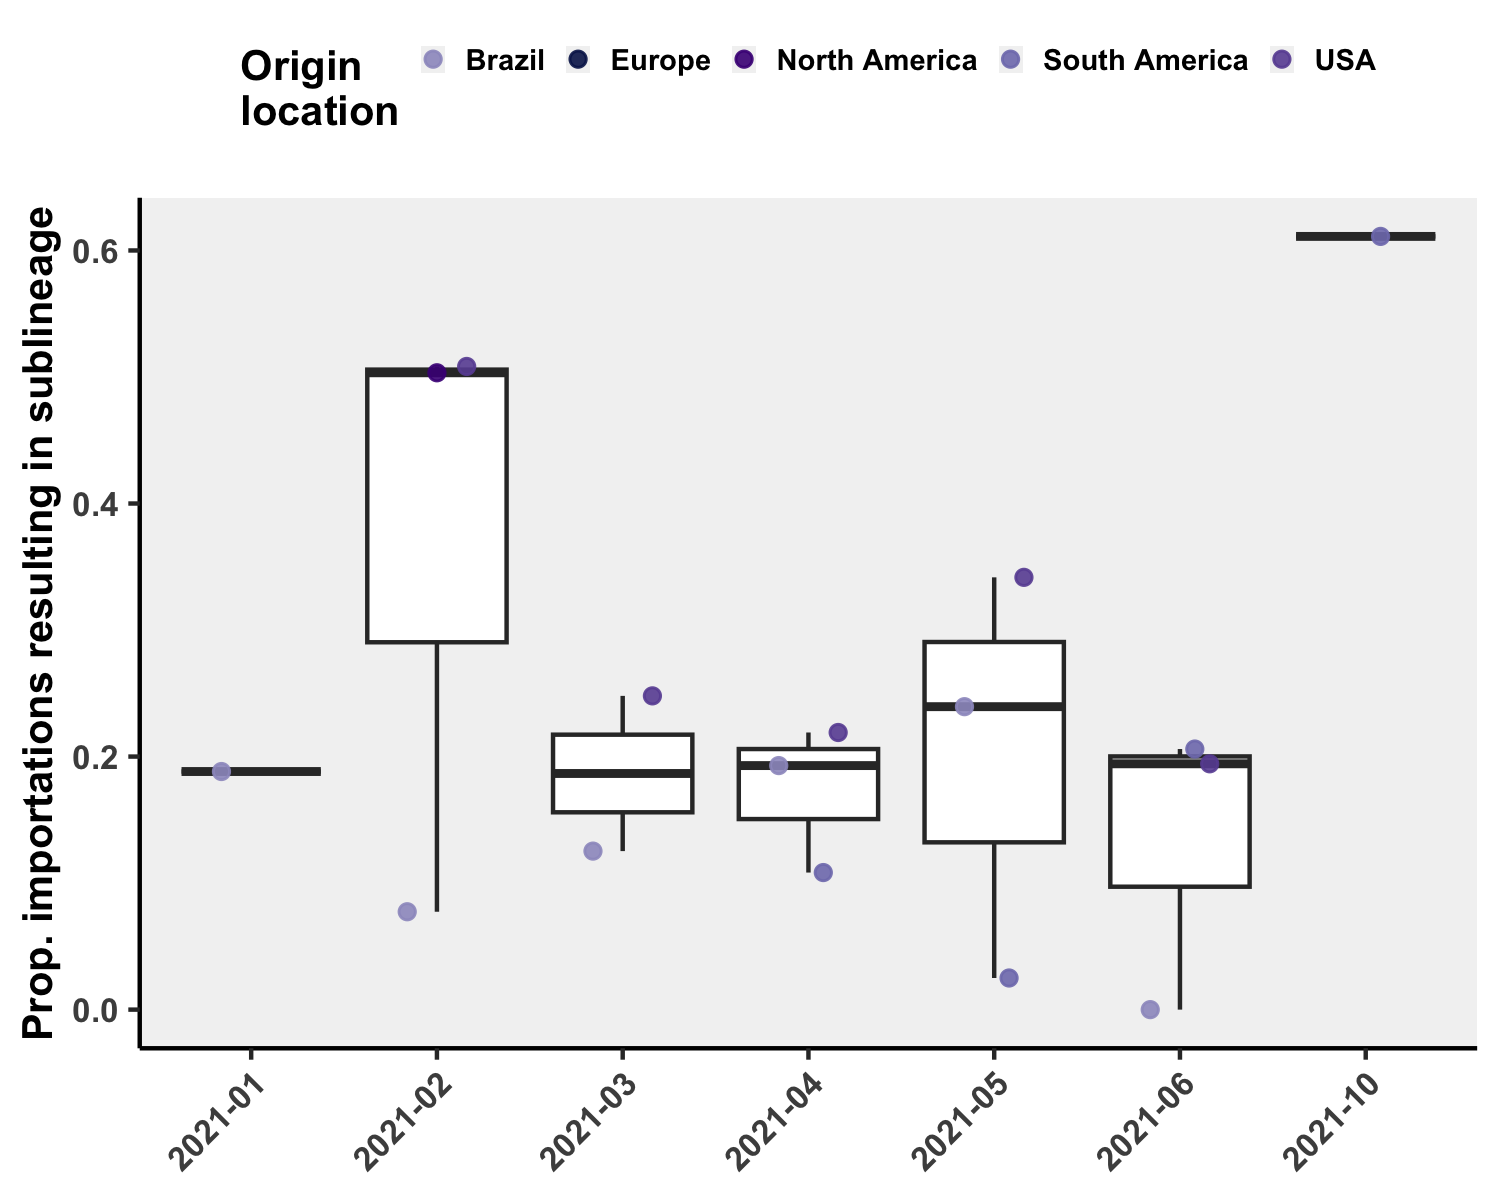 Origin
location
Brazil Europe North America South America USA
Prop. importations resulting in sublineage
0.6
0.4
0.2
0.0
2021-01 2021-02 2021-03 2021-04 2021-05 2021-06 2021-10